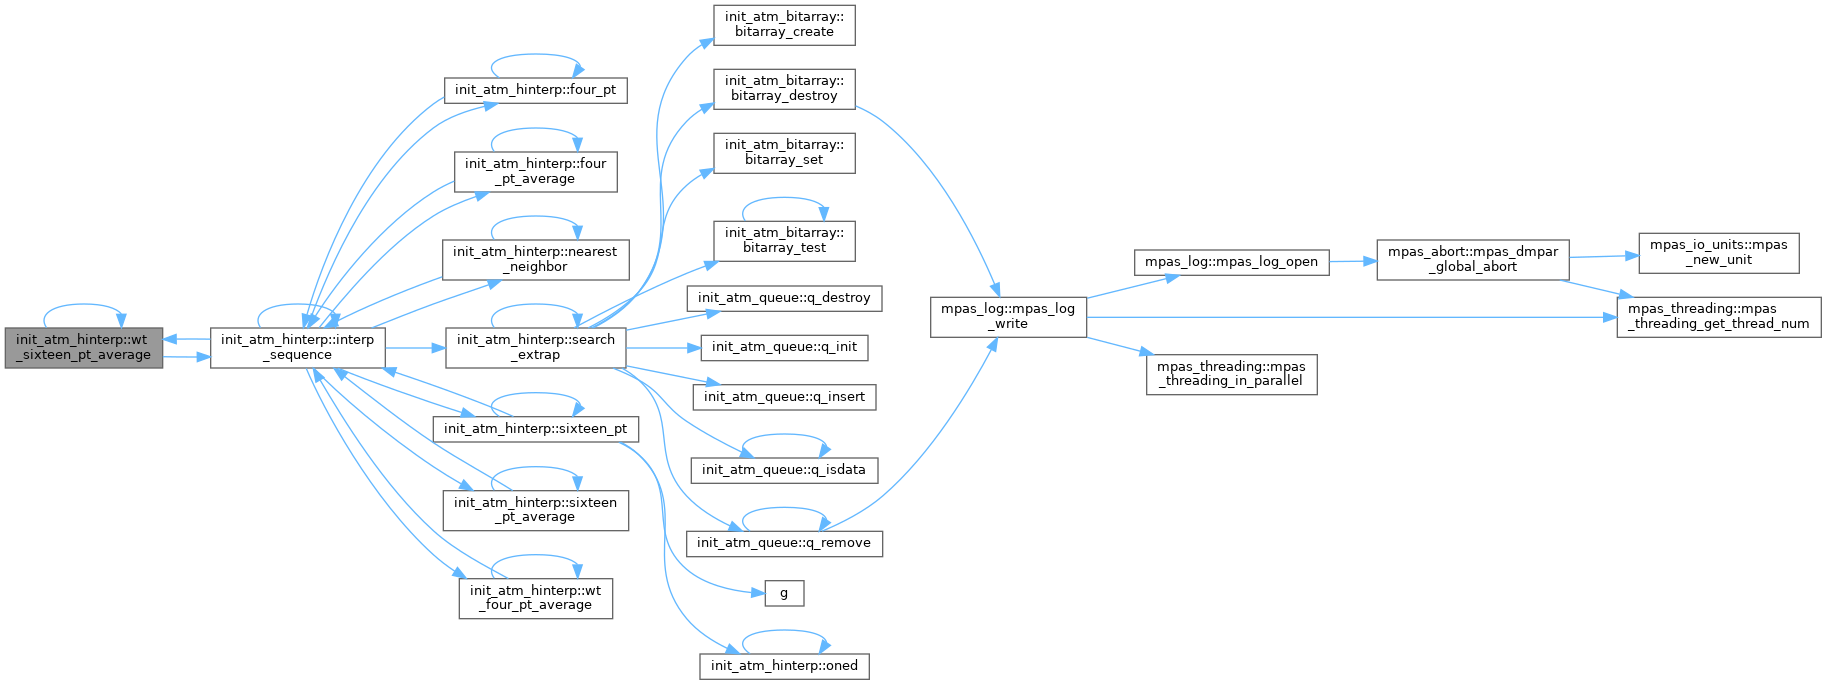 init_atm_hinterp::wt
_sixteen_pt_average
init_atm_hinterp::interp
_sequence
init_atm_hinterp::four_pt
init_atm_hinterp::four
_pt_average
init_atm_hinterp::nearest
_neighbor
init_atm_hinterp::search
_extrap
init_atm_hinterp::sixteen_pt
init_atm_hinterp::sixteen
_pt_average
init_atm_hinterp::wt
_four_pt_average
init_atm_bitarray::
bitarray_create
init_atm_bitarray::
bitarray_destroy
init_atm_bitarray::
bitarray_set
init_atm_bitarray::
bitarray_test
init_atm_queue::q_destroy
init_atm_queue::q_init
init_atm_queue::q_insert
init_atm_queue::q_isdata
init_atm_queue::q_remove
g
init_atm_hinterp::oned
mpas_log::mpas_log
_write
mpas_log::mpas_log_open
mpas_threading::mpas
_threading_in_parallel
mpas_abort::mpas_dmpar
_global_abort
mpas_io_units::mpas
_new_unit
mpas_threading::mpas
_threading_get_thread_num